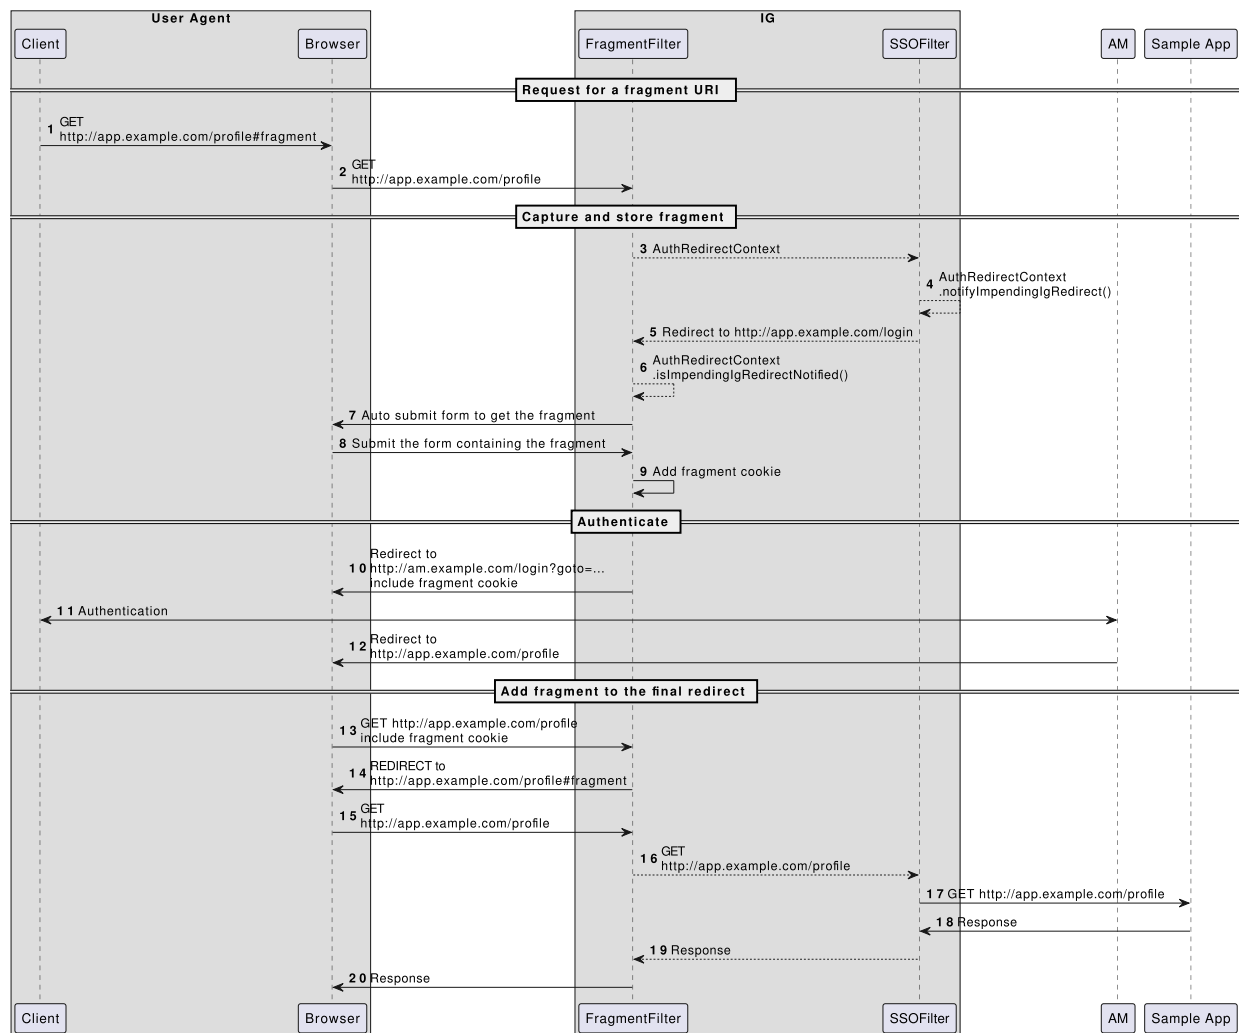 User Agent
IG
Client
Browser
FragmentFilter
SSOFilter
AM
Sample App
Request for a fragment URI
1 GET
http://app.example.com/profile#fragment
2 GET
http://app.example.com/profile
Capture and store fragment
3 AuthRedirectContext
4 AuthRedirectContext
.notifyImpendingIgRedirect()
5 Redirect to http://app.example.com/login
6 AuthRedirectContext
.isImpendingIgRedirectNotified()
7 Auto submit form to get the fragment
8 Submit the form containing the fragment
9 Add fragment cookie
Authenticate
10 Redirect to
http://am.example.com/login?goto=...
include fragment cookie
11 Authentication
12 Redirect to
http://app.example.com/profile
Add fragment to the final redirect
13 GET http://app.example.com/profile
include fragment cookie
14 REDIRECT to
http://app.example.com/profile#fragment
15 GET
http://app.example.com/profile
16 GET
http://app.example.com/profile
17 GET http://app.example.com/profile
18 Response
19 Response
20 Response
Client
Browser
FragmentFilter
SSOFilter
AM
Sample App